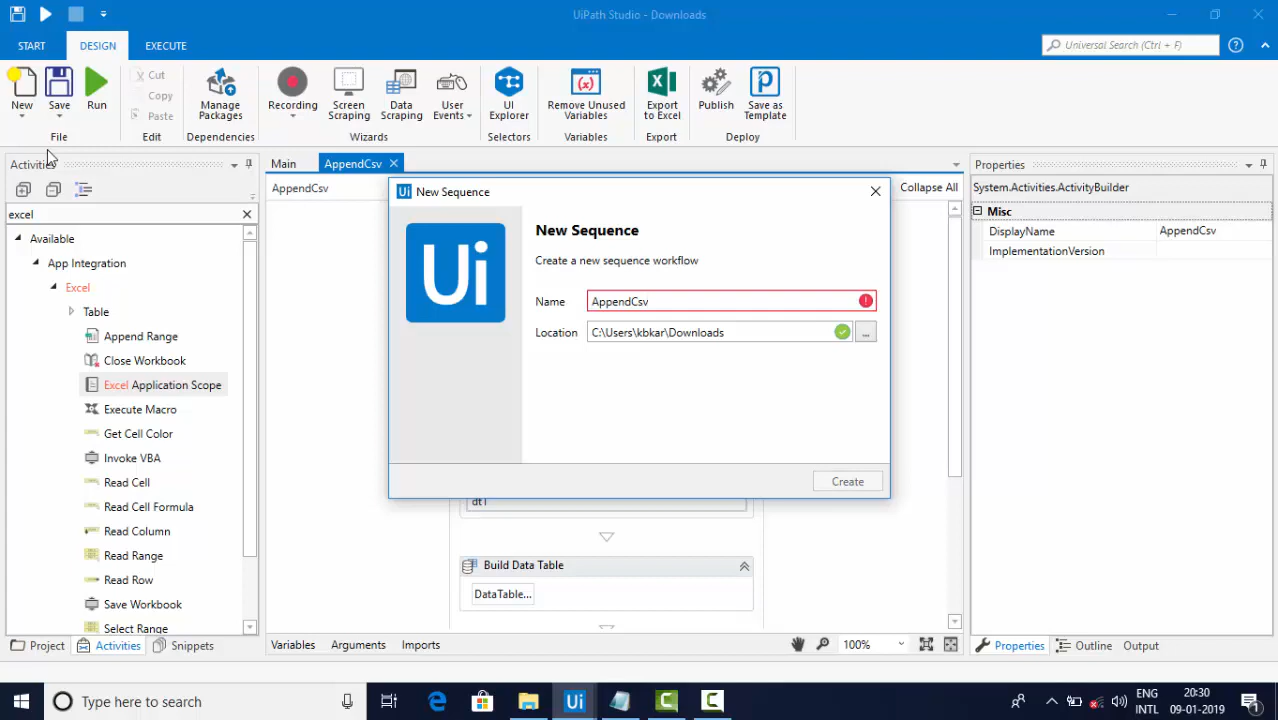 UiPath Studio - Downloads
START
DESIGN
EXECUTE
Universal Search (Ctrl + F)
New
Save
Run
Cut
Copy
Paste
Manage
Packages
Recording
Screen
Scraping
Data
Scraping
User
Events
UI
Explorer
Remove Unused
Variables
Export
to Excel
Publish
Save as
Template
File
Edit
Dependencies
Wizards
Selectors
Variables
Export
Deploy
Activities
excel
Available
App Integration
Excel
Table
Append Range
Close Workbook
Excel Application Scope
Execute Macro
Get Cell Color
Invoke VBA
Read Cell
Read Cell Formula
Read Column
Read Range
Read Row
Save Workbook
Select Range
Project
Activities
Snippets
Main
AppendCsv
AppendCsv
Collapse All
Ui New Sequence
Ui
New Sequence
Create a new sequence workflow
Name
AppendCsv
Location
C:\Users\kbkar\Downloads
...
Create
dt1
Build Data Table
DataTable...
Variables
Arguments
Imports
100%
Properties
System.Activities.ActivityBuilder
Misc
DisplayName
AppendCsv
ImplementationVersion
Properties
Outline
Output
Type here to search
Ui
ENG
INTL
20:30
09-01-2019
1